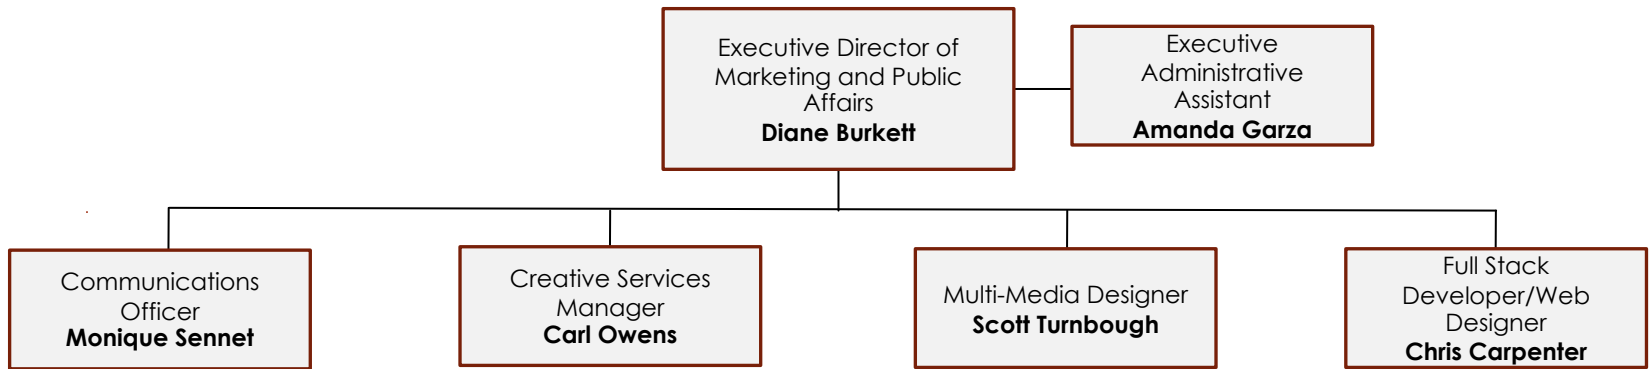 Executive Director of
Marketing and Public
Affairs
Diane Burkett
Executive
Administrative
Assistant
Amanda Garza
Communications
Officer
Monique Sennet
Creative Services
Manager
Carl Owens
Multi-Media Designer
Scott Turnbough
Full Stack
Developer/Web
Designer
Chris Carpenter